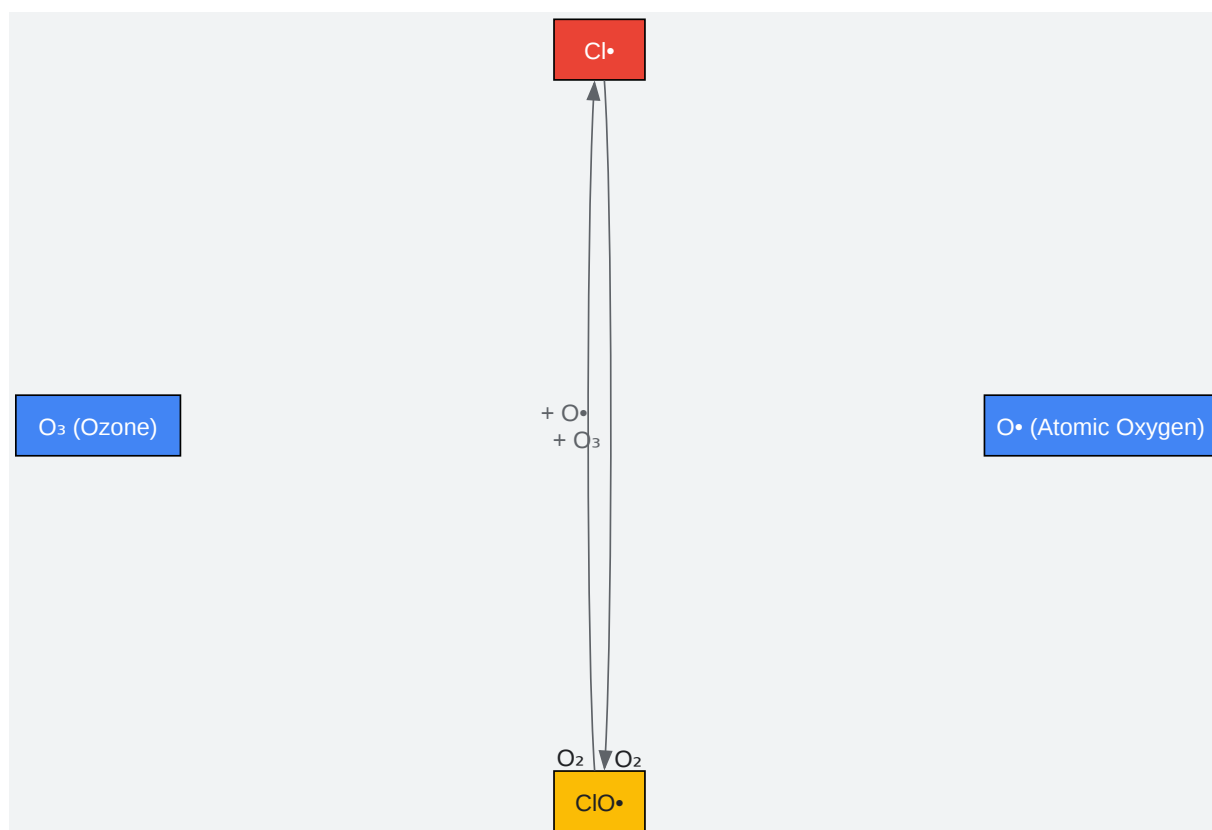 Cl•
+ O•
O₃ (Ozone)
O• (Atomic Oxygen)
+ O₃
O₂
O₂
ClO•